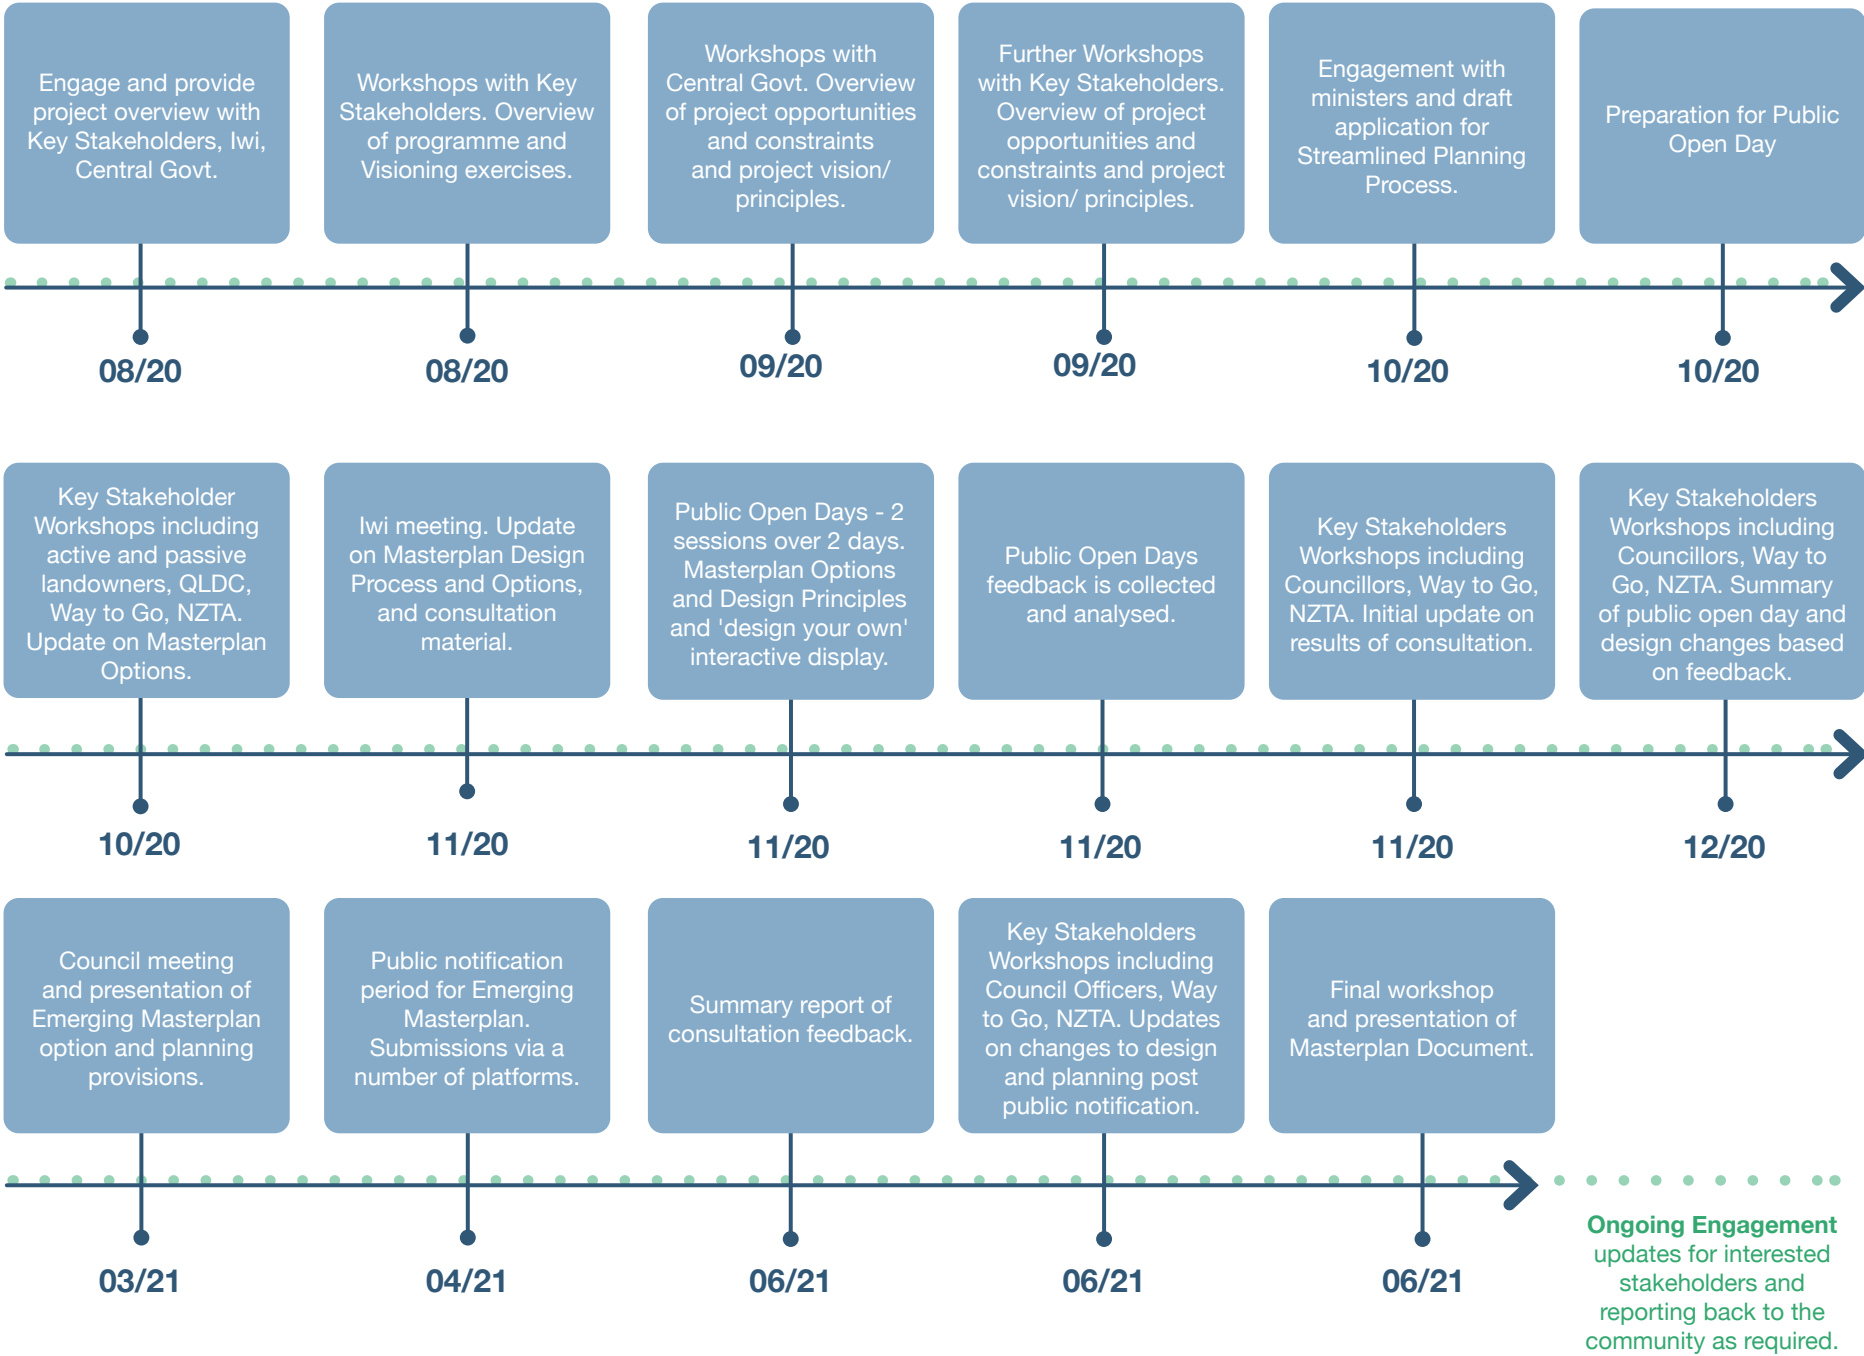 Engage and provide
project overview with
Key Stakeholders, Iwi,
Central Govt.
Workshops with Key
Stakeholders. Overview
of programme and
Visioning exercises.
Workshops with
Central Govt. Overview
of project opportunities
and constraints
and project vision/
principles.
Further Workshops
with Key Stakeholders.
Overview of project
opportunities and
constraints and project
vision/ principles.
Engagement with
ministers and draft
application for
Streamlined Planning
Process.
Preparation for Public
Open Day
08/20
08/20
09/20
09/20
10/20
10/20
Key Stakeholder
Workshops including
active and passive
landowners, QLDC,
Way to Go, NZTA.
Update on Masterplan
Options.
Iwi meeting. Update
on Masterplan Design
Process and Options,
and consultation
material.
Public Open Days - 2
sessions over 2 days.
Masterplan Options
and Design Principles
and 'design your own'
interactive display.
Public Open Days
feedback is collected
and analysed.
Key Stakeholders
Workshops including
Councillors, Way to Go,
NZTA. Initial update on
results of consultation.
Key Stakeholders
Workshops including
Councillors, Way to
Go, NZTA. Summary
of public open day and
design changes based
on feedback.
10/20
11/20
11/20
11/20
11/20
12/20
Council meeting
and presentation of
Emerging Masterplan
option and planning
provisions.
Public notification
period for Emerging
Masterplan.
Submissions via a
number of platforms.
Summary report of
consultation feedback.
Key Stakeholders
Workshops including
Council Officers, Way
to Go, NZTA. Updates
on changes to design
and planning post
public notification.
Final workshop
and presentation of
Masterplan Document.
03/21
04/21
06/21
06/21
06/21
Ongoing Engagement
updates for interested
stakeholders and
reporting back to the
community as required.